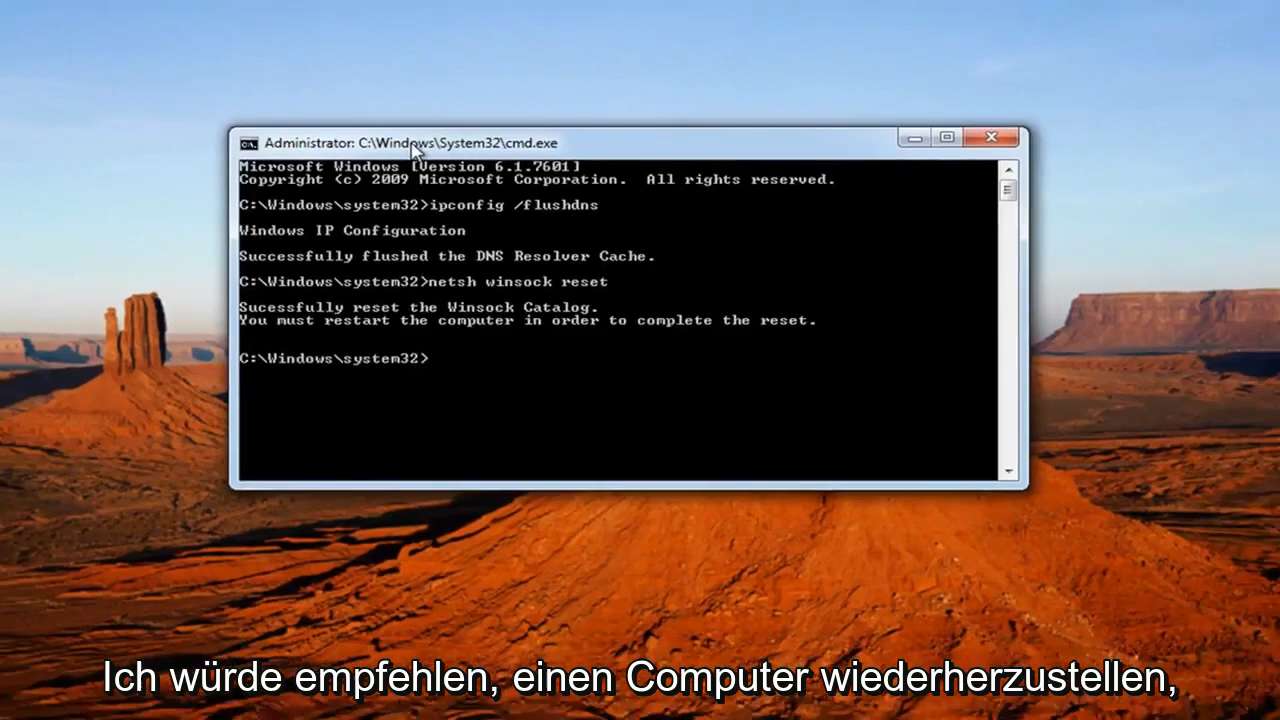 Administrator: C:\Windows\System32\cmd.exe
Microsoft Windows [Version 6.1.7601]
Copyright (c) 2009 Microsoft Corporation.  All rights reserved.
C:\Windows\system32>ipconfig /flushdns
Windows IP Configuration
Successfully flushed the DNS Resolver Cache.
C:\Windows\system32>netsh winsock reset
Sucessfully reset the Winsock Catalog.
You must restart the computer in order to complete the reset.
C:\Windows\system32>
Ich würde empfehlen, einen Computer wiederherzustellen,